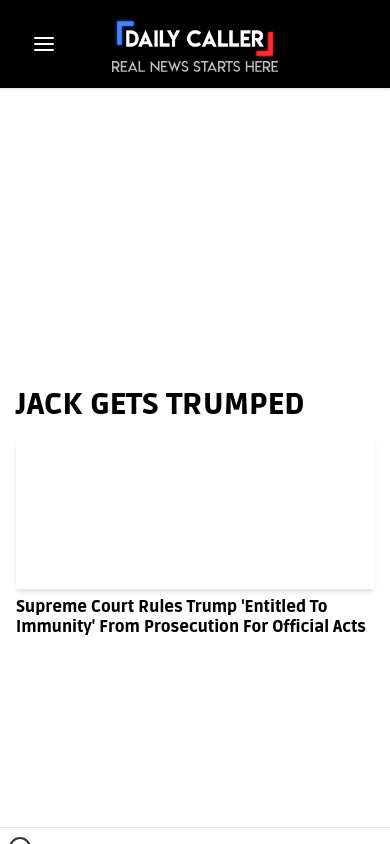 DAILY CALLER
REAL NEWS STARTS HERE
JACK GETS TRUMPED
Supreme Court Rules Trump 'Entitled To
Immunity' From Prosecution For Official Acts